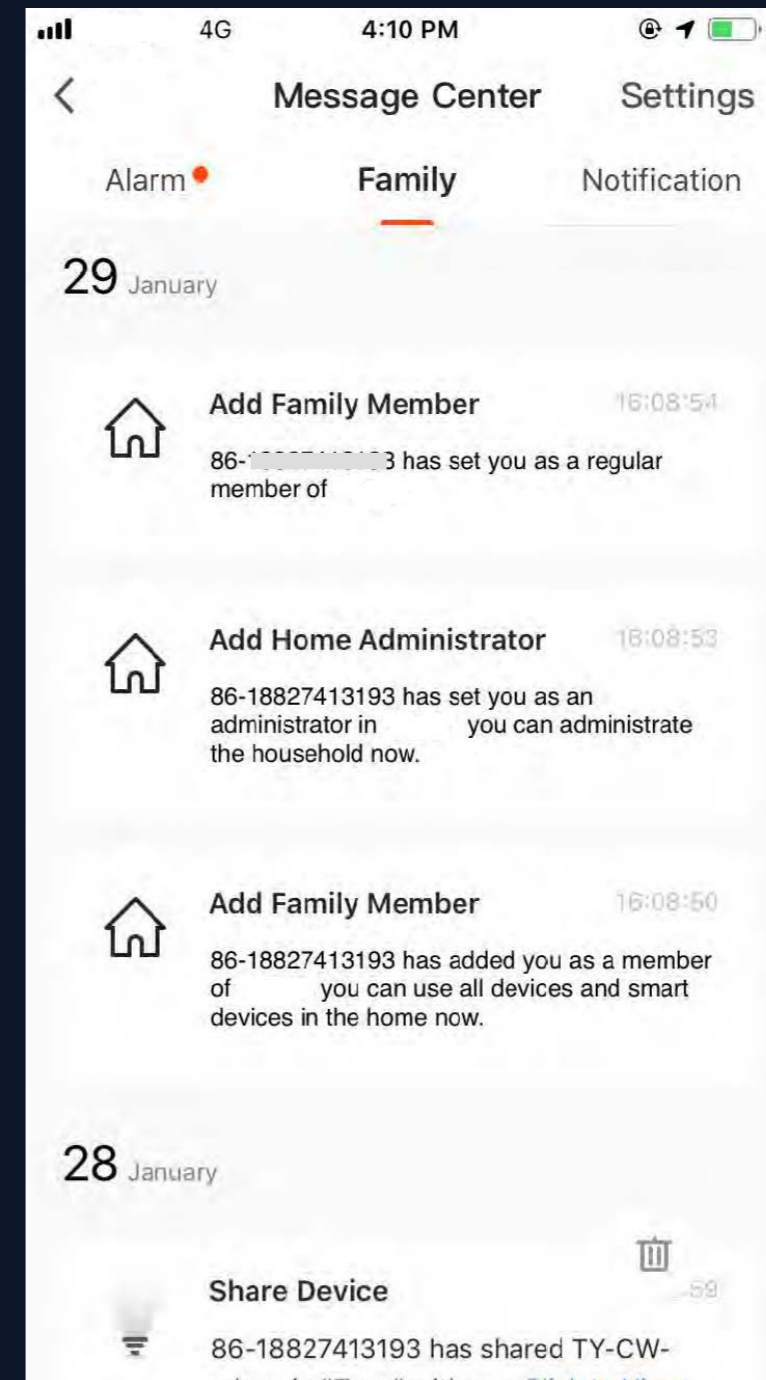 4G 4:10 PM
Message Center Settings
Alarm Family Notification
29 January
Add Family Member 16:08:54
86- has set you as a regular
member of
Add Home Administrator 16:08:53
86-18827413193 has set you as an
administrator in you can administrate
the household now.
Add Family Member 16:08:50
86-18827413193 has added you as a member
of you can use all devices and smart
devices in the home now.
28 January
Share Device :59
86-18827413193 has shared TY-CW-